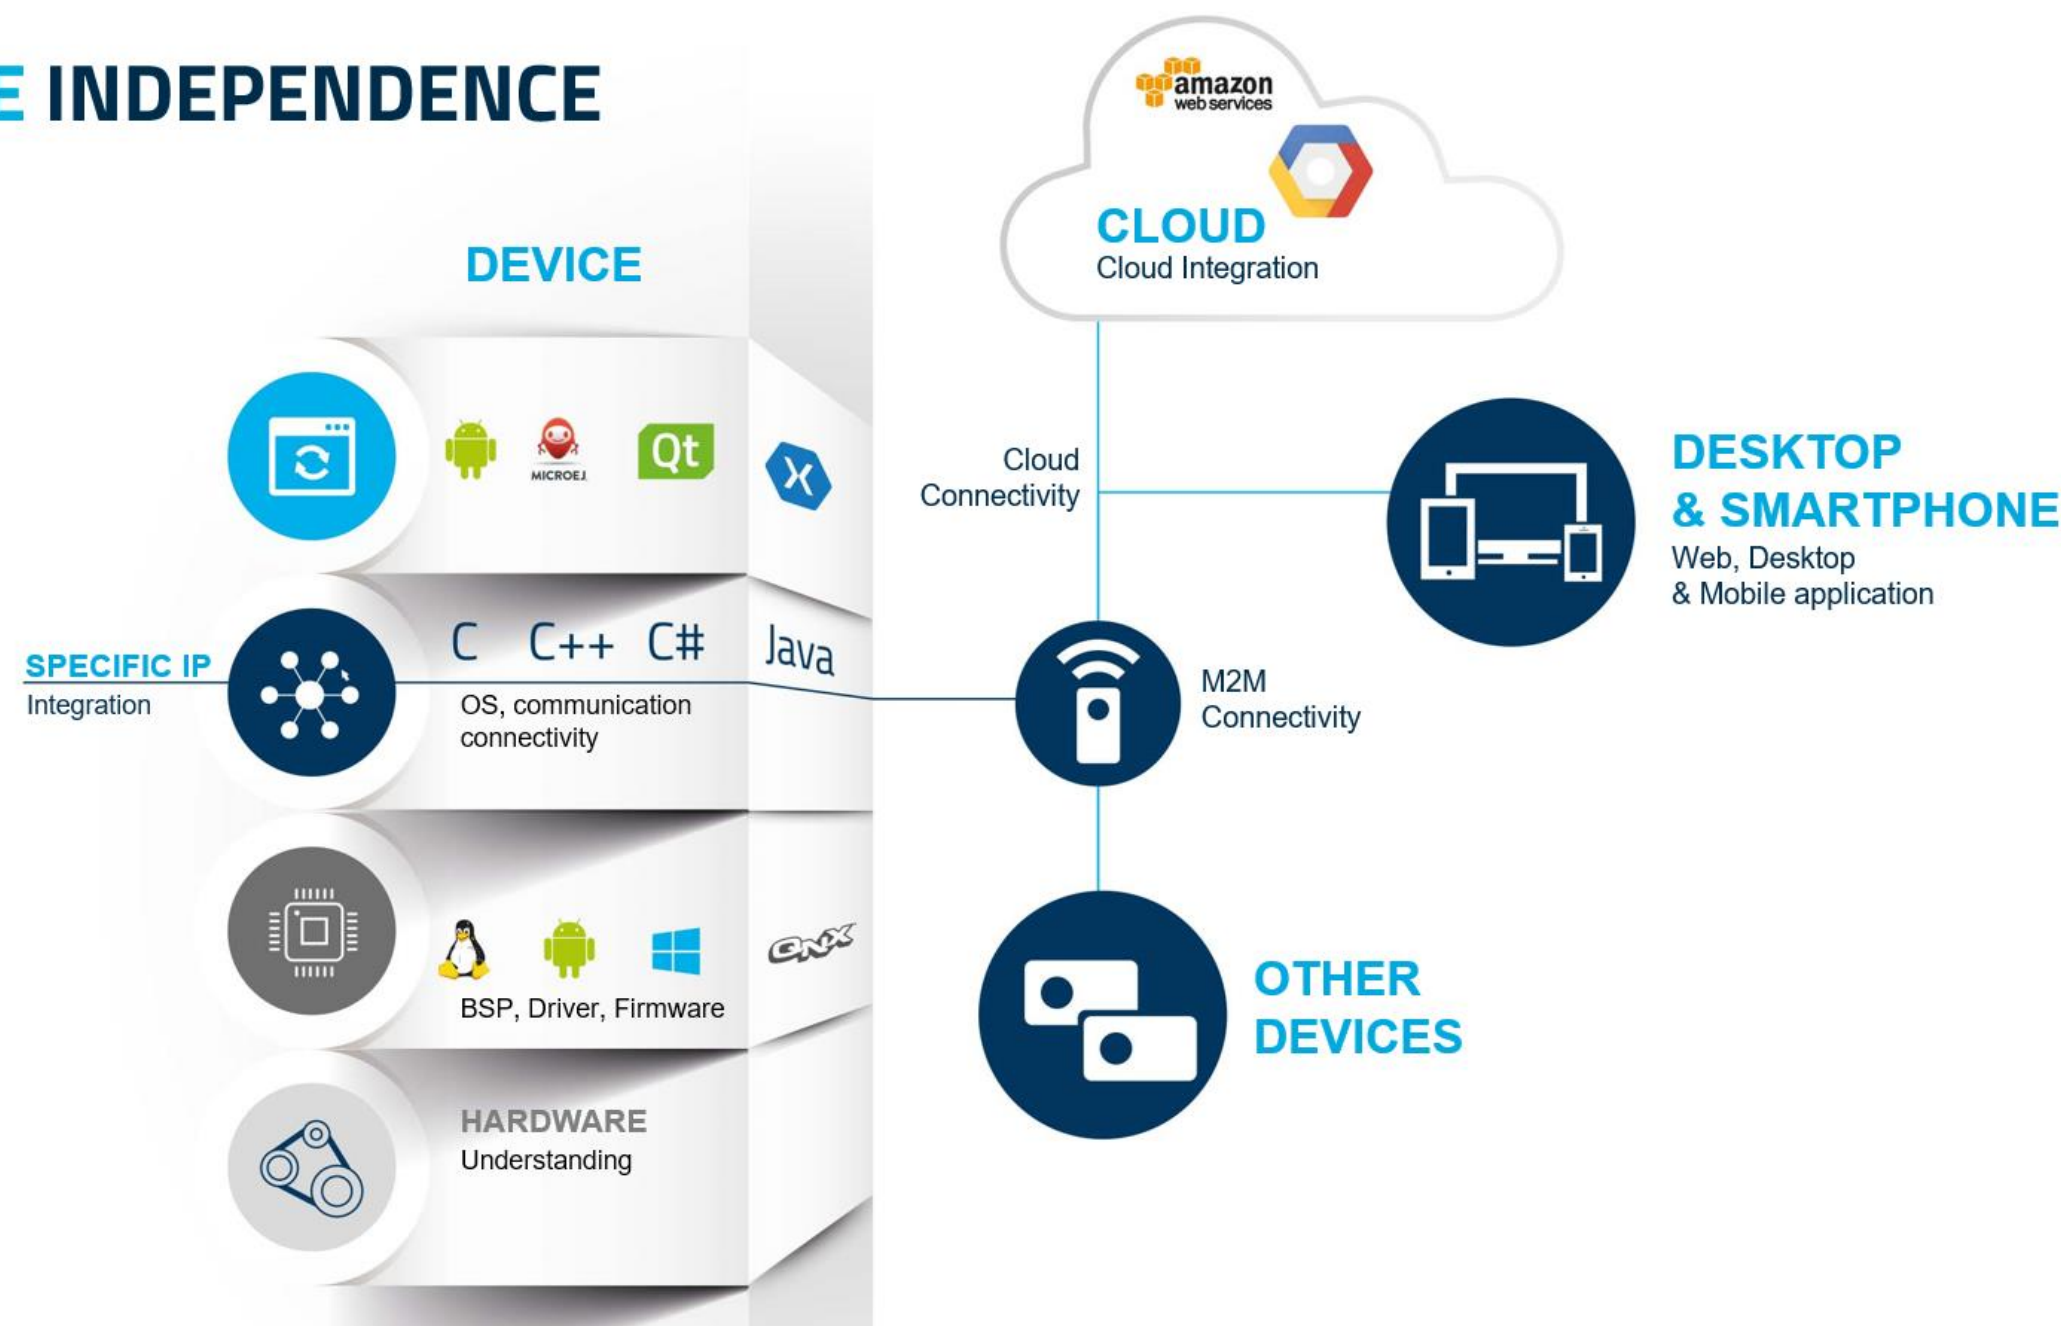 E INDEPENDENCE
DEVICE
MICROEJ
Qt
C C++ C# Java
SPECIFIC IP
Integration
OS, communication
connectivity
QNX
BSP, Driver, Firmware
HARDWARE
Understanding
amazon
web services
CLOUD
Cloud Integration
Cloud
Connectivity
DESKTOP
& SMARTPHONE
Web, Desktop
& Mobile application
M2M
Connectivity
OTHER
DEVICES